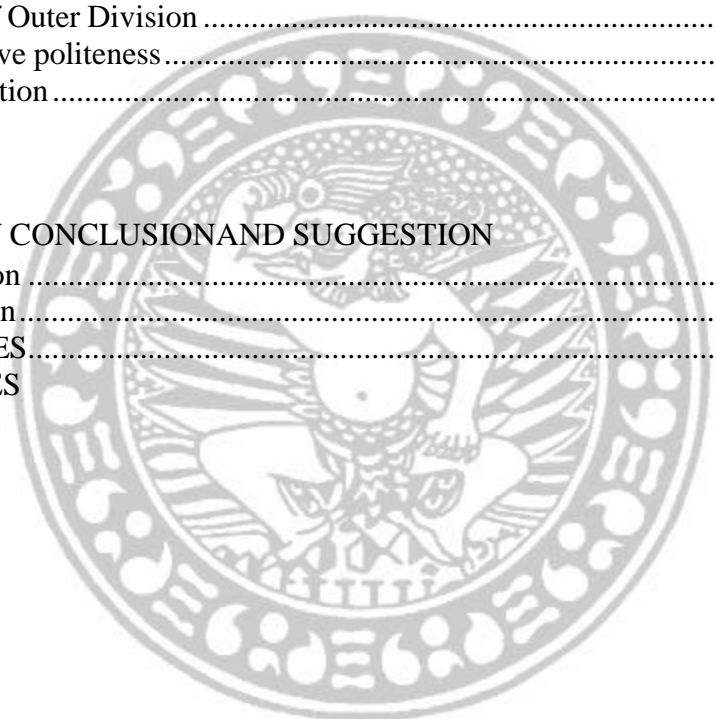 f Outer Division ..........................................................................
ve politeness...............................................................................
tion..............................................................................................
CONCLUSIONAND SUGGESTION
on .................................................................................................
n..................................................................................................
ES.................................................................................................
ES